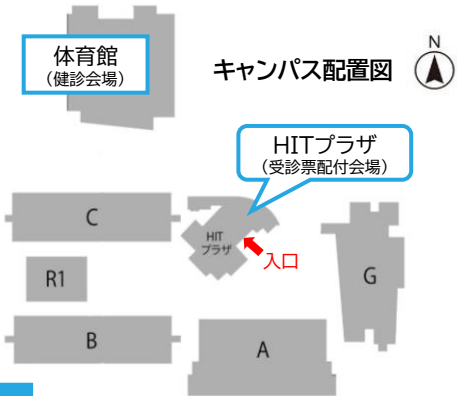 体育館
（健診会場）
キャンパス配置図
N
HITプラザ
（受診票配付会場）
C
HIT
プラザ
入口
R1
G
B
A